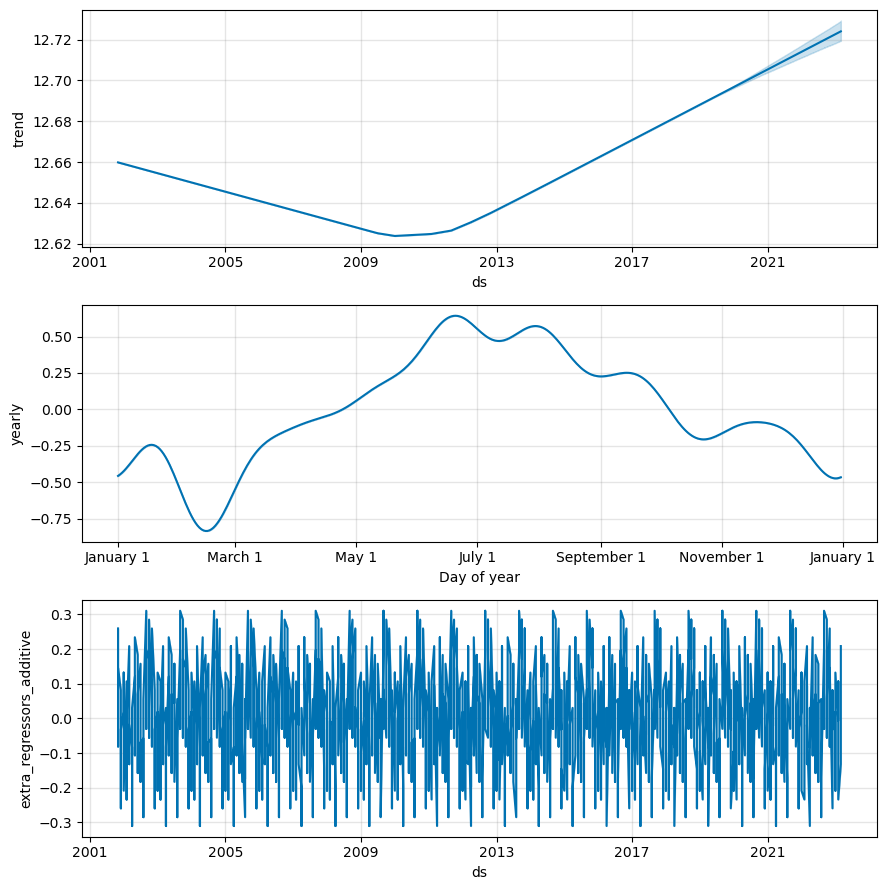 12.72
12.70
12.68
12.66
12.64
12.62
trend
2001 2005 2009 2013 2017 2021
ds
0.50
0.25
0.00
−0.25
−0.50
−0.75
yearly
January 1 March 1 May 1 July 1 September 1 November 1 January 1
Day of year
0.3
0.2
0.1
0.0
−0.1
−0.2
−0.3
extra_regressors_additive
2001 2005 2009 2013 2017 2021
ds